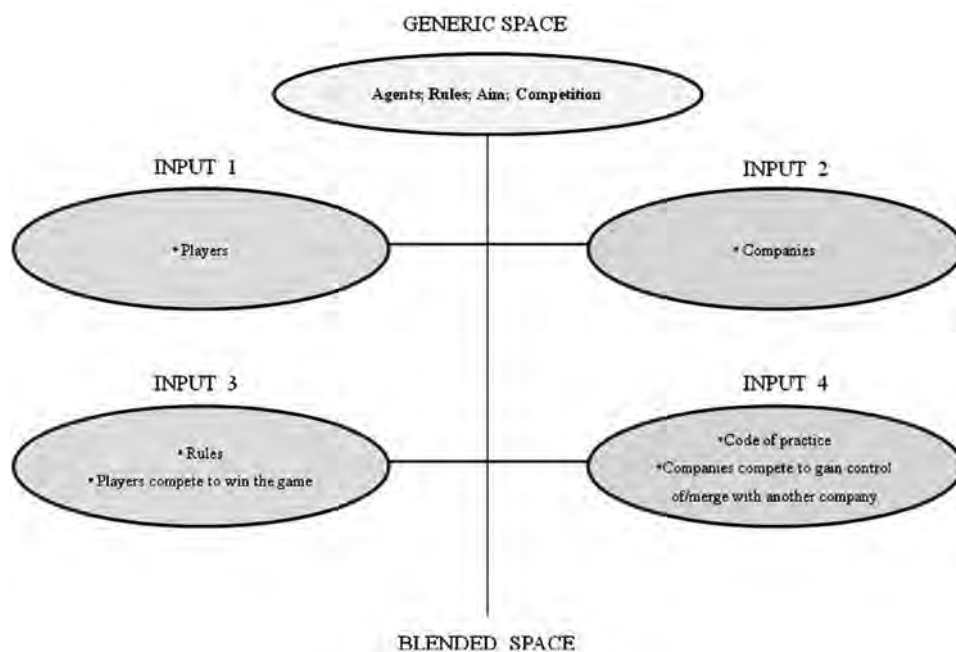 GENERIC SPACE
Agents; Rules; Aim; Competition
INPUT 1
INPUT 2
*Players
*Companies
INPUT 3
INPUT 4
*Rules
*Players compete to win the game
*Code of practice
*Companies compete to gain control
of/merge with another company
BLENDED SPACE